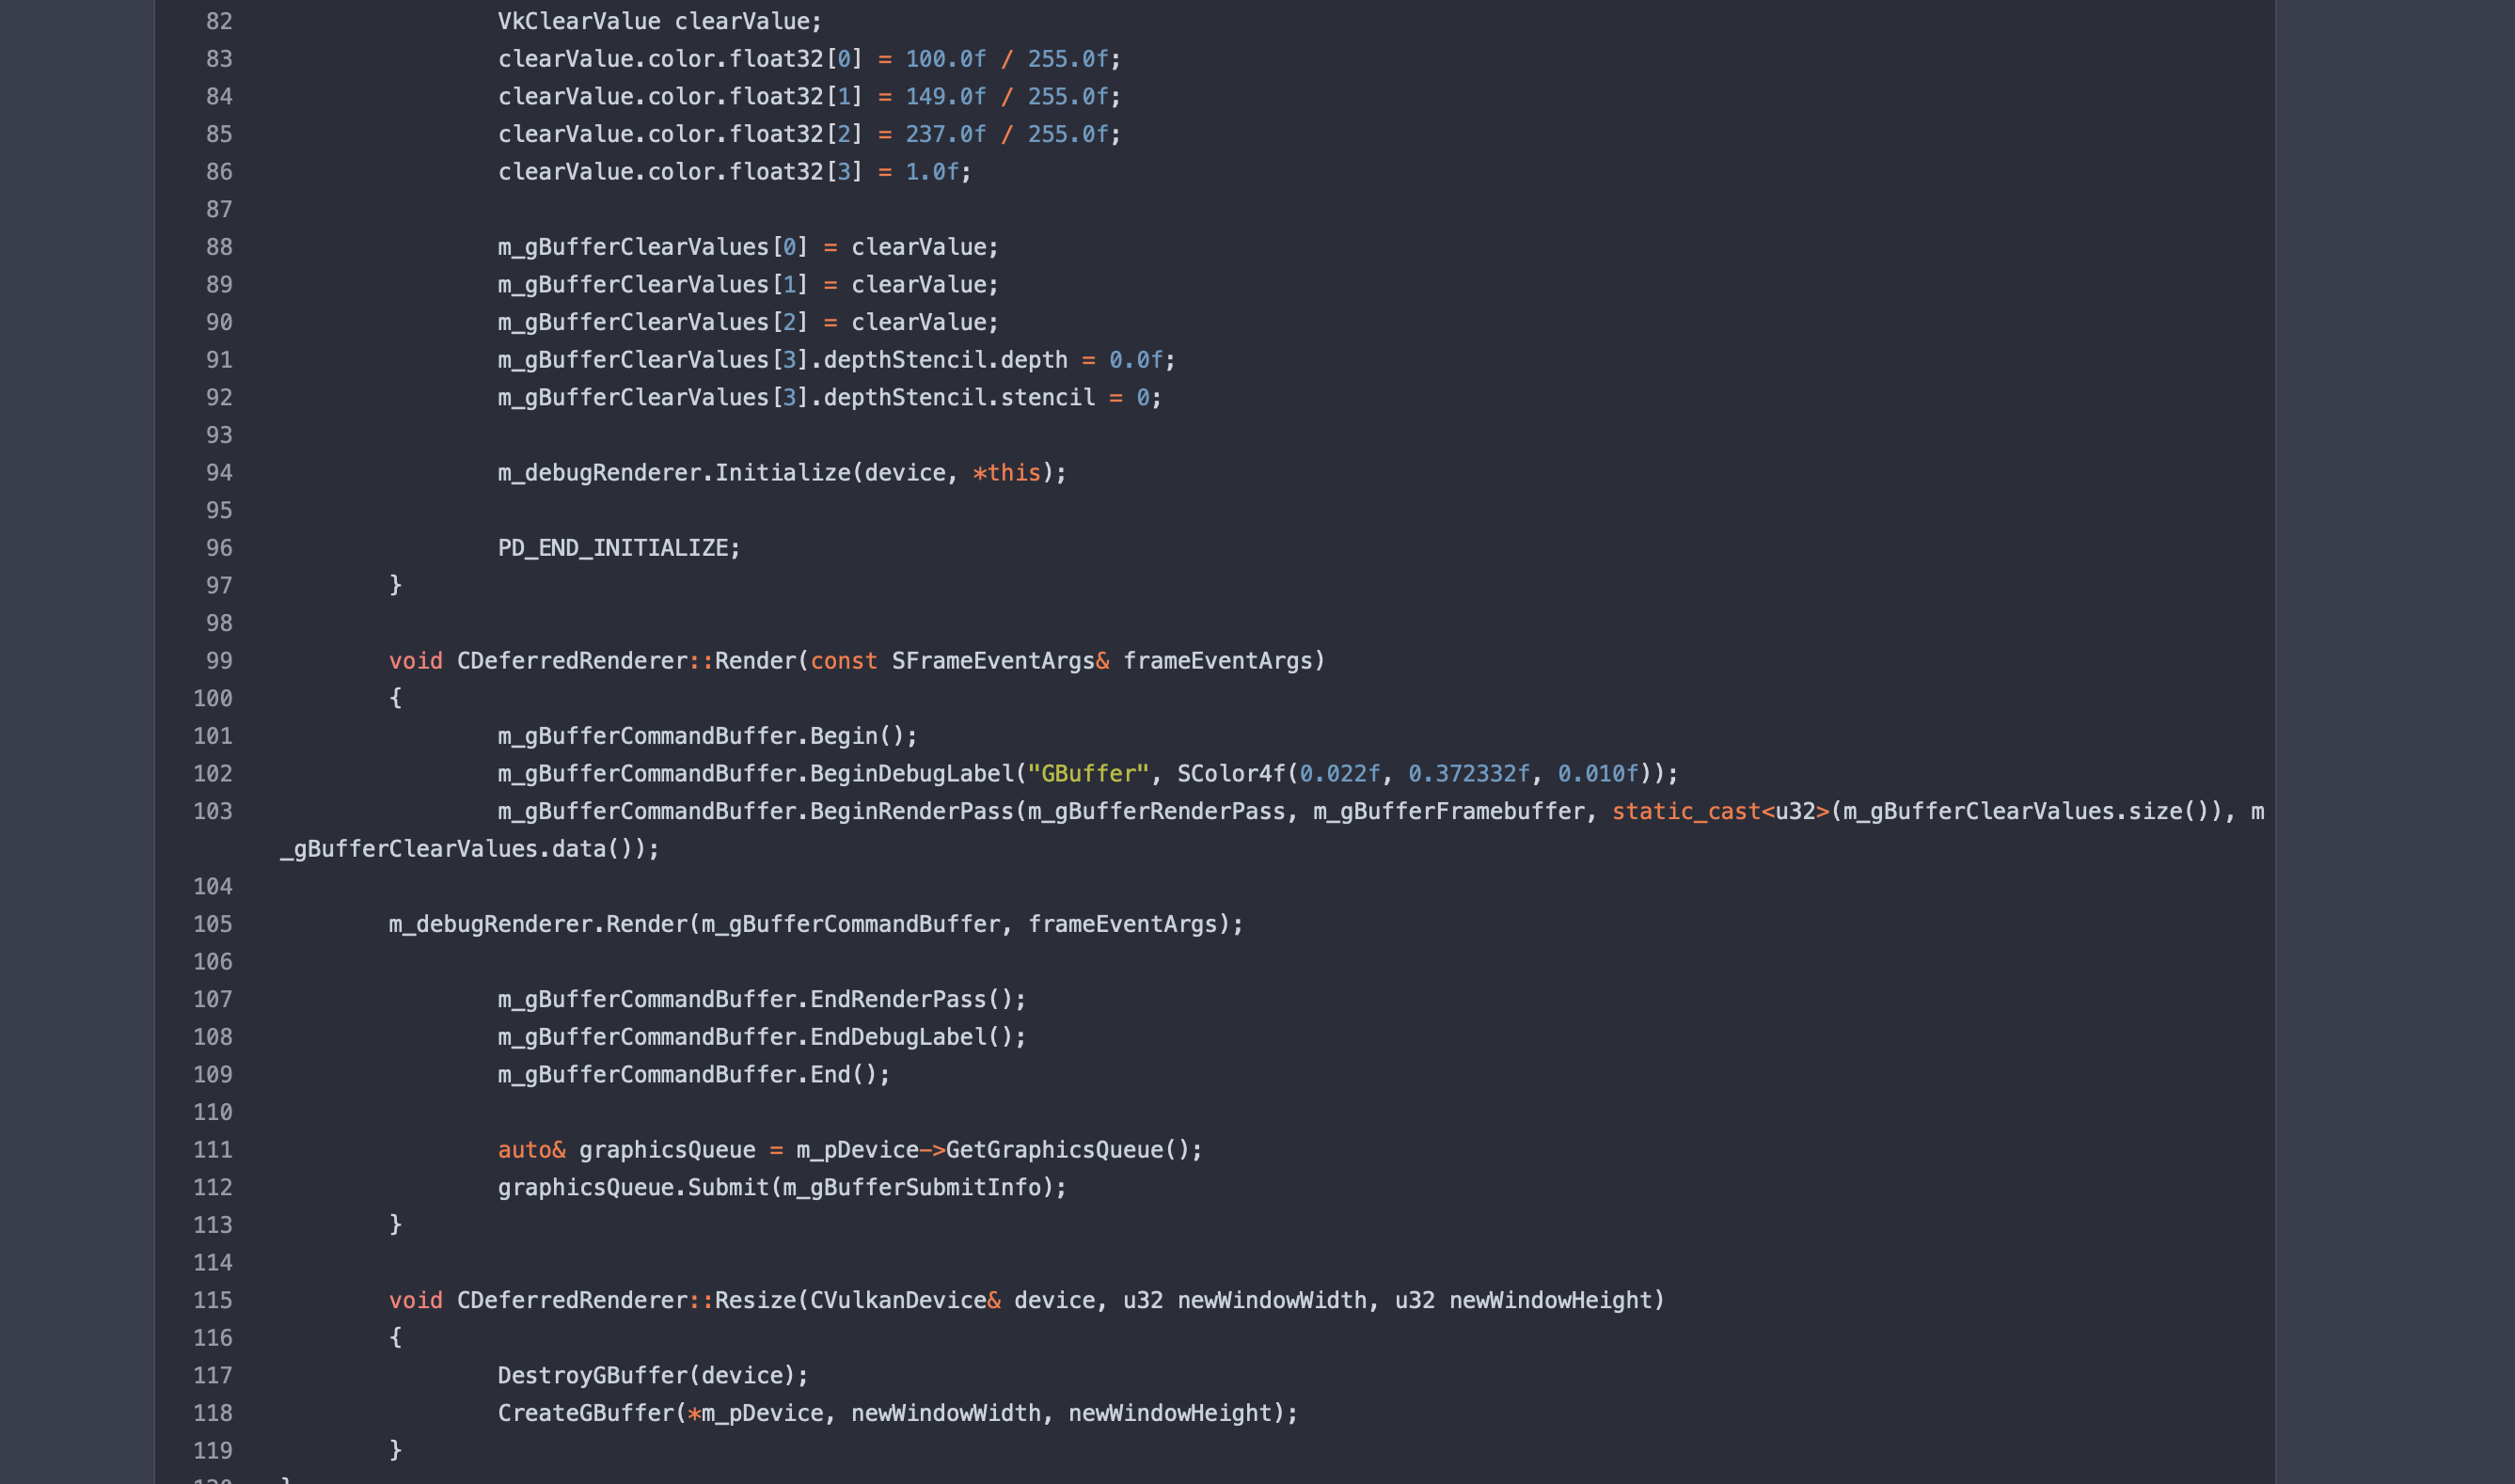 82 VkClearValue clearValue;
83 clearValue.color.float32[0] = 100.0f / 255.0f;
84 clearValue.color.float32[1] = 149.0f / 255.0f;
85 clearValue.color.float32[2] = 237.0f / 255.0f;
86 clearValue.color.float32[3] = 1.0f;
87
88 m_gBufferClearValues[0] = clearValue;
89 m_gBufferClearValues[1] = clearValue;
90 m_gBufferClearValues[2] = clearValue;
91 m_gBufferClearValues[3].depthStencil.depth = 0.0f;
92 m_gBufferClearValues[3].depthStencil.stencil = 0;
93
94 m_debugRenderer.Initialize(device, *this);
95
96 PD_END_INITIALIZE;
97 }
98
99 void CDeferredRenderer::Render(const SFrameEventArgs& frameEventArgs)
100 {
101 m_gBufferCommandBuffer.Begin();
102 m_gBufferCommandBuffer.BeginDebugLabel("GBuffer", SColor4f(0.022f, 0.372332f, 0.010f));
103 m_gBufferCommandBuffer.BeginRenderPass(m_gBufferRenderPass, m_gBufferFramebuffer, static_cast<u32>(m_gBufferClearValues.size()), m
_gBufferClearValues.data());
104
105 m_debugRenderer.Render(m_gBufferCommandBuffer, frameEventArgs);
106
107 m_gBufferCommandBuffer.EndRenderPass();
108 m_gBufferCommandBuffer.EndDebugLabel();
109 m_gBufferCommandBuffer.End();
110
111 auto& graphicsQueue = m_pDevice->GetGraphicsQueue();
112 graphicsQueue.Submit(m_gBufferSubmitInfo);
113 }
114
115 void CDeferredRenderer::Resize(CVulkanDevice& device, u32 newWindowWidth, u32 newWindowHeight)
116 {
117 DestroyGBuffer(device);
118 CreateGBuffer(*m_pDevice, newWindowWidth, newWindowHeight);
119 }